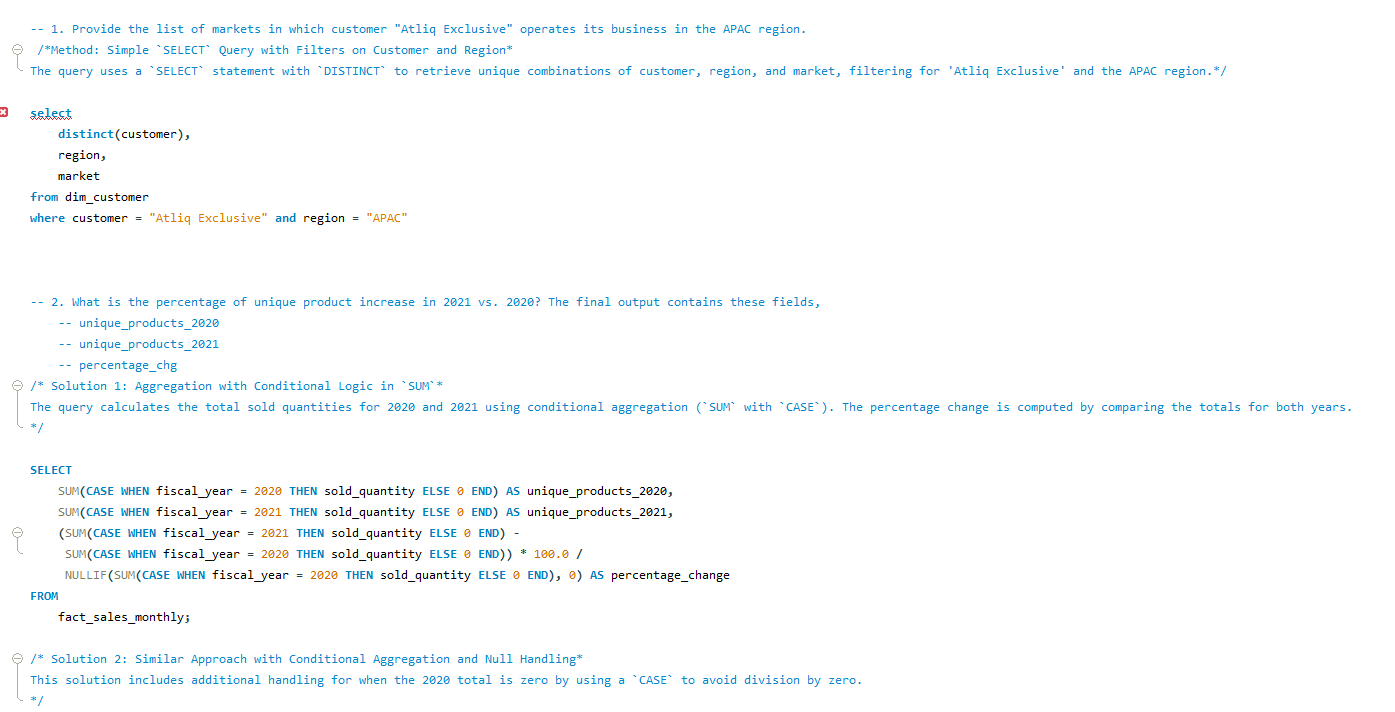 -- 1. Provide the list of markets in which customer "Atliq Exclusive" operates its business in the APAC region.
/*Method: Simple `SELECT` Query with Filters on Customer and Region*
The query uses a `SELECT` statement with `DISTINCT` to retrieve unique combinations of customer, region, and market, filtering for 'Atliq Exclusive' and the APAC region.*/
select
distinct(customer),
region,
market
from dim_customer
where customer = "Atliq Exclusive" and region = "APAC"
-- 2. What is the percentage of unique product increase in 2021 vs. 2020? The final output contains these fields,
-- unique_products_2020
-- unique_products_2021
-- percentage_chg
/* Solution 1: Aggregation with Conditional Logic in `SUM`*
The query calculates the total sold quantities for 2020 and 2021 using conditional aggregation (`SUM` with `CASE`). The percentage change is computed by comparing the totals for both years.
*/
SELECT
SUM(CASE WHEN fiscal_year = 2020 THEN sold_quantity ELSE 0 END) AS unique_products_2020,
SUM(CASE WHEN fiscal_year = 2021 THEN sold_quantity ELSE 0 END) AS unique_products_2021,
(SUM(CASE WHEN fiscal_year = 2021 THEN sold_quantity ELSE 0 END) -
SUM(CASE WHEN fiscal_year = 2020 THEN sold_quantity ELSE 0 END)) * 100.0 /
NULLIF(SUM(CASE WHEN fiscal_year = 2020 THEN sold_quantity ELSE 0 END), 0) AS percentage_change
FROM
fact_sales_monthly;
/* Solution 2: Similar Approach with Conditional Aggregation and Null Handling*
This solution includes additional handling for when the 2020 total is zero by using a `CASE` to avoid division by zero.
*/